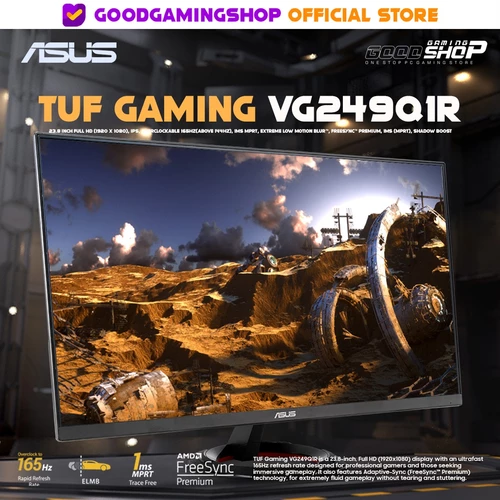 GOODGAMINGSHOP OFFICIAL STORE
ASUS
GAMING
GOOD SHOP
ONE STOP PC GAMING STORE
TUF GAMING VG249Q1R
23.8 INCH FULL HD (1920 X 1080), IPS, OVERCLOCKABLE 165HZ(ABOVE 144HZ), 1MS MPRT, EXTREME LOW MOTION BLUR™, FREESYNC™ PREMIUM, 1MS (MPRT), SHADOW BOOST
ASUS
Overclock to
165Hz
Rapid Refresh
Rate
ELMB
1ms
MPRT
Trace Free
AMD
FreeSync
Premium
TUF Gaming VG249Q1R is a 23.8-inch, Full HD (1920x1080) display with an ultrafast
165Hz refresh rate designed for professional gamers and those seeking
immersive gameplay. It also features Adaptive-Sync (FreeSync™ Premium)
technology, for extremely fluid gameplay without tearing and stuttering.